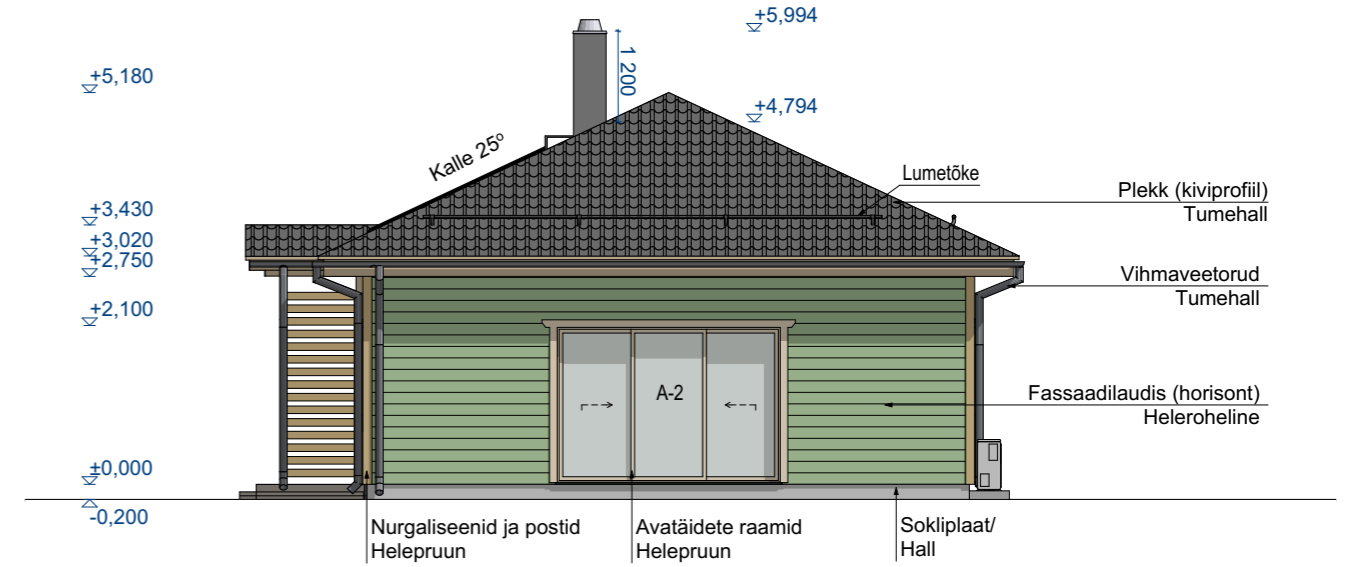 +5,994
+5,180
1 200
+4,794
Kalle 25°
Lumetõke
Plekk (kiviprofiil)
Tumehall
+3,430
+3,020
+2,750
Vihmaveetorud
Tumehall
+2,100
A-2
Fassaadilaudis (horisont)
Heleroheline
±0,000
-0,200
Nurgaliseenid ja postid
Helepruun
Avatäidete raamid
Helepruun
Sokliplaat/
Hall